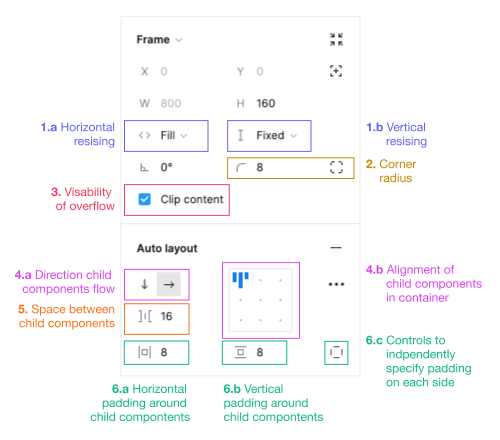 Frame
X 0
Y 0
W 800
H 160
1.a Horizontal
resising
Fill
Fixed
1.b Vertical
resising
0°
8
2. Corner
radius
3. Visability
of overflow
Clip content
Auto layout
4.a Direction child
components flow
4.b Alignment of
child components
in container
5. Space between
child components
16
8
8
6.c Controls to
indpendently
specify padding
on each side
6.a Horizontal
padding around
child compontents
6.b Vertical
padding around
child compontents